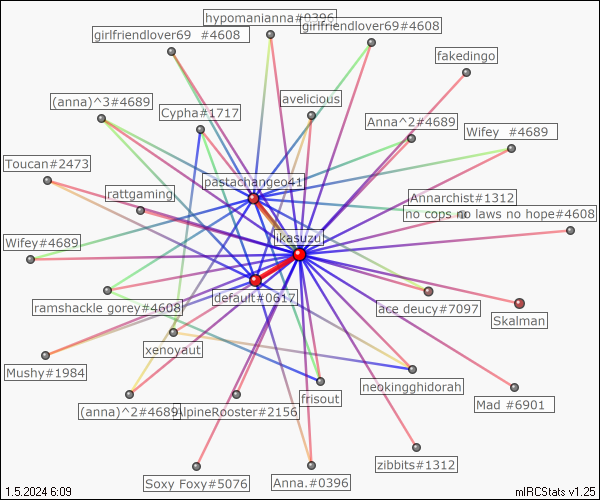 hypomanianna#0396
girlfriendlover69#4608
girlfriendlover69 #4608
fakedingo
(anna)^3#4689
avelicious
Cypha#1717
Anna^2#4689
Wifey #4689
Toucan#2473
pastachangeo41
rattgaming
Annarchist#1312
no cops no laws no hope#4608
likasuzu
Wifey#4689
default#0617
ramshackle gorey#4608
ace deucy#7097
Skalman
xenoyaut
Mushy#1984
neokingghidorah
frisout
Mad #6901
(anna)^2#4689
AlpineRooster#2156
zibbits#1312
Soxy Foxy#5076
Anna.#0396
1.5.2024 6:09
mIRCStats v1.25